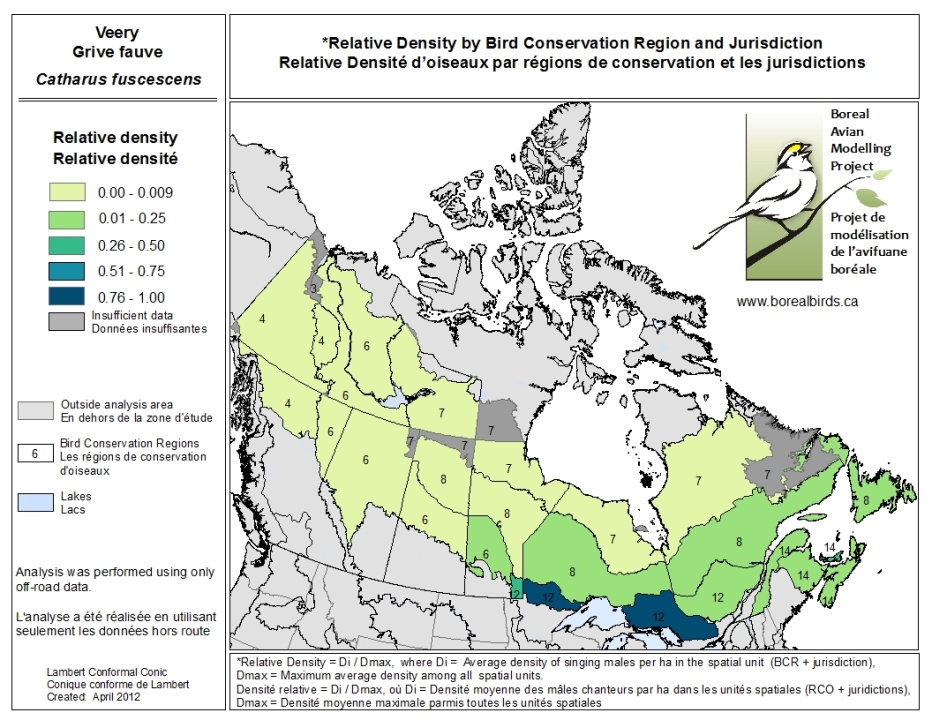 Veery
Grive fauve
Catharus fuscescens
*Relative Density by Bird Conservation Region and Jurisdiction
Relative Densité d'oiseaux par régions de conservation et les jurisdictions
Relative density
Relative densité
0.00 - 0.009
0.01 - 0.25
0.26 - 0.50
0.51 - 0.75
0.76 - 1.00
Insufficient data
Données insuffisantes
Outside analysis area
En dehors de la zone d'étude
6
Bird Conservation Regions
Les régions de conservation
d'oiseaux
Lakes
Lacs
Analysis was performed using only
off-road data.
L'analyse a été réalisée en utilisant
seulement les données hors route
Lambert Conformal Conic
Conique conforme de Lambert
Created: April 2012
Boreal
Avian
Modelling
Project
Projet de
modélisation
de l'avifuane
boréale
www.borealbirds.ca
3
4
4
6
4
6
7
7
6
7
7
6
8
7
7
7
8
6
8
7
8
6
8
14
14
14
2
12
12
12
*Relative Density = Di / Dmax, where Di = Average density of singing males per ha in the spatial unit (BCR + jurisdiction),
Dmax = Maximum average density among all spatial units.
Densité relative = Di / Dmax, où Di = Densité moyenne des mâles chanteurs par ha dans les unités spatiales (RCO + juridictions),
Dmax = Densité moyenne maximale parmis toutes les unités spatiales